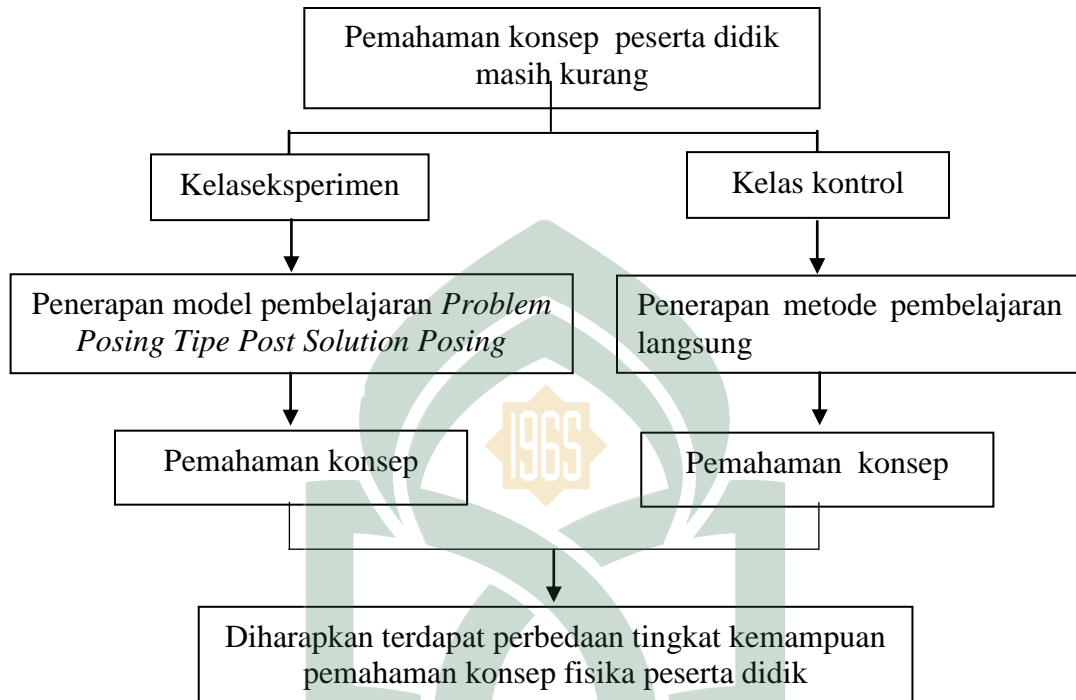 Pemahaman konsep peserta didik
masih kurang
Kelaseksperimen
Kelas kontrol
Penerapan model pembelajaran Problem
Posing Tipe Post Solution Posing
Penerapan metode pembelajaran
langsung
1965
Pemahaman konsep
Pemahaman konsep
Diharapkan terdapat perbedaan tingkat kemampuan
pemahaman konsep fisika peserta didik